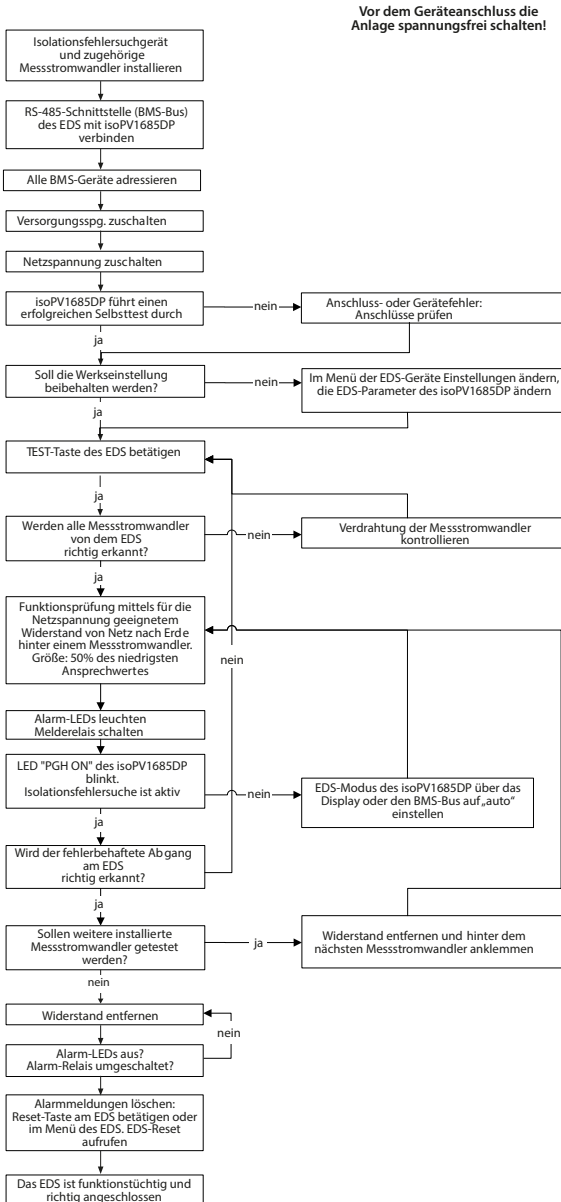 Vor dem Geräteanschluss die
Anlage spannungsfrei schalten!
Isolationsfehlersuchgerät
und zugehörige
Messstromwandler installieren
RS-485-Schnittstelle (BMS-Bus)
des EDS mit isoPV1685DP
verbinden
Alle BMS-Geräte adressieren
Versorgungsspg. zuschalten
Netzspannung zuschalten
isoPV1685DP führt einen
erfolgreichen Selbsttest durch
nein
Anschluss- oder Gerätefehler:
Anschlüsse prüfen
ja
Soll die Werkseinstellung
beibehalten werden?
nein
Im Menü der EDS-Geräte Einstellungen ändern,
die EDS-Parameter des isoPV1685DP ändern
ja
TEST-Taste des EDS betätigen
ja
Werden alle Messstromwandler
von dem EDS
richtig erkannt?
nein
Verdrahtung der Messstromwandler
kontrollieren
ja
Funktionsprüfung mittels für die
Netzspannung geeignetem
Widerstand von Netz nach Erde
hinter einem Messstromwandler.
Größe: 50% des niedrigsten
Ansprechwertes
nein
Alarm-LEDs leuchten
Melderelais schalten
LED "PGH ON" des isoPV1685DP
blinkt.
Isolationsfehlersuche ist aktiv
nein
EDS-Modus des isoPV1685DP über das
Display oder den BMS-Bus auf „auto"
einstellen
ja
Wird der fehlerbehaftete Abgang
am EDS
richtig erkannt?
ja
Sollen weitere installierte
Messstromwandler getestet
werden?
ja
Widerstand entfernen und hinter dem
nächsten Messstromwandler anklemmen
nein
Widerstand entfernen
nein
Alarm-LEDs aus?
Alarm-Relais umgeschaltet?
Alarmmeldungen löschen:
Reset-Taste am EDS betätigen oder
im Menü des EDS. EDS-Reset
aufrufen
Das EDS ist funktionstüchtig und
richtig angeschlossen